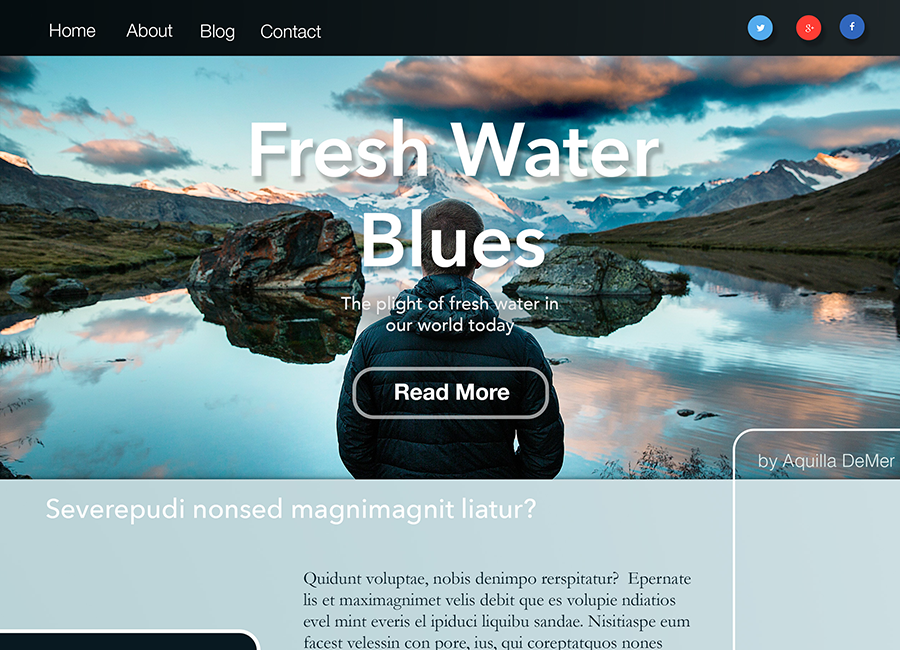 Home About Blog Contact
g+ f
Fresh Water
Blues
The plight of fresh water in
our world today
Read More
by Aquilla DeMer
Severepudi nonsed magnimagnit liatur?
Quidunt voluptae, nobis denimpo rerspitatur? Epernate
lis et maximagnimet velis debit que es volupie ndiatios
evel mint everis el ipiduci liquibu sandae. Nisitiaspe eum
facest velessin con pore, ius, qui coreptatquos nones